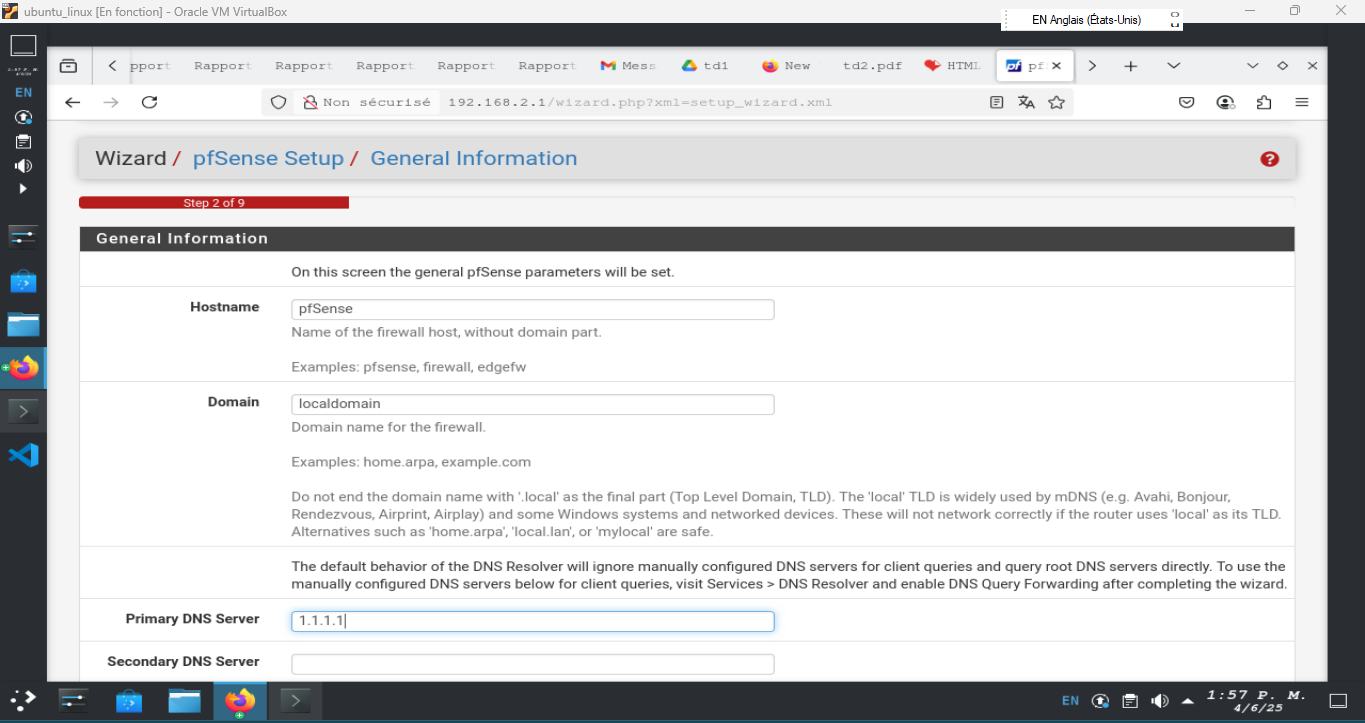 ubuntu_linux [En fonction] - Oracle VM VirtualBox
EN Anglais (États-Unis)
EN
pport Rapport Rapport Rapport Rapport Rapport Mess td1 New td2.pdf HTML pf
Non sécurisé 192.168.2.1/wizard.php?xml=setup_wizard.xml
Wizard / pfSense Setup / General Information
Step 2 of 9
General Information
On this screen the general pfSense parameters will be set.
Hostname pfSense
Name of the firewall host, without domain part.
Examples: pfsense, firewall, edgefw
Domain localdomain
Domain name for the firewall.
Examples: home.arpa, example.com
Do not end the domain name with '.local' as the final part (Top Level Domain, TLD). The 'local' TLD is widely used by mDNS (e.g. Avahi, Bonjour,
Rendezvous, Airprint, Airplay) and some Windows systems and networked devices. These will not network correctly if the router uses 'local' as its TLD.
Alternatives such as 'home.arpa', 'local.lan', or 'mylocal' are safe.
The default behavior of the DNS Resolver will ignore manually configured DNS servers for client queries and query root DNS servers directly. To use the
manually configured DNS servers below for client queries, visit Services > DNS Resolver and enable DNS Query Forwarding after completing the wizard.
Primary DNS Server 1.1.1.1
Secondary DNS Server
EN 1:57 P. M.
4/6/25